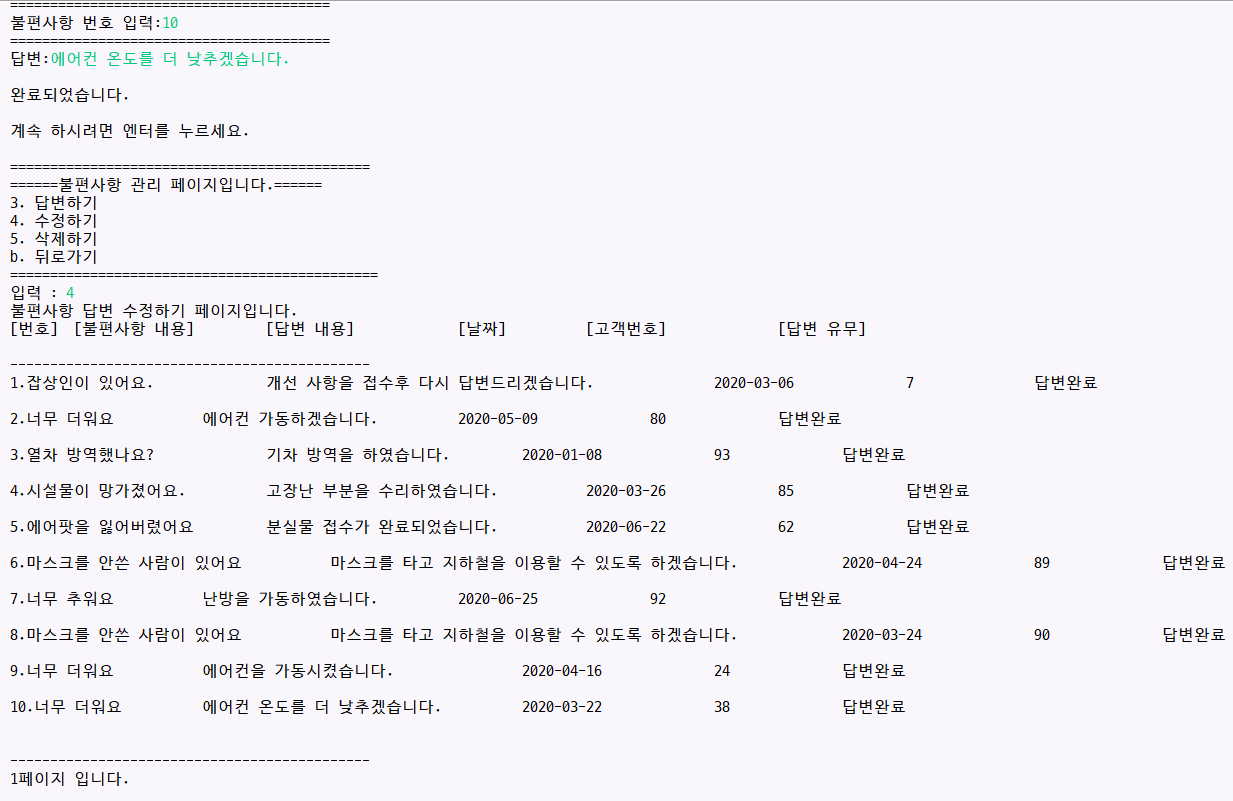 ========================================
불편사항 번호 입력:10
========================================
답변:에어컨 온도를 더 낮추겠습니다.
완료되었습니다.
계속 하시려면 엔터를 누르세요.
=============================================
======불편사항 관리 페이지입니다.======
3. 답변하기
4. 수정하기
5. 삭제하기
b. 뒤로가기
==============================================
입력 : 4
불편사항 답변 수정하기 페이지입니다.
[번호] [불편사항 내용] [답변 내용] [날짜] [고객번호] [답변 유무]
---------------------------------------------
1.잡상인이 있어요. 개선 사항을 접수후 다시 답변드리겠습니다. 2020-03-06 7 답변완료
2.너무 더워요 에어컨 가동하겠습니다. 2020-05-09 80 답변완료
3.열차 방역했나요? 기차 방역을 하였습니다. 2020-01-08 93 답변완료
4.시설물이 망가졌어요. 고장난 부분을 수리하였습니다. 2020-03-26 85 답변완료
5.에어팟을 잃어버렸어요 분실물 접수가 완료되었습니다. 2020-06-22 62 답변완료
6.마스크를 안쓴 사람이 있어요 마스크를 타고 지하철을 이용할 수 있도록 하겠습니다. 2020-04-24 89 답변완료
7.너무 추워요 난방을 가동하였습니다. 2020-06-25 92 답변완료
8.마스크를 안쓴 사람이 있어요 마스크를 타고 지하철을 이용할 수 있도록 하겠습니다. 2020-03-24 90 답변완료
9.너무 더워요 에어컨을 가동시켰습니다. 2020-04-16 24 답변완료
10.너무 더워요 에어컨 온도를 더 낮추겠습니다. 2020-03-22 38 답변완료
---------------------------------------------
1페이지 입니다.